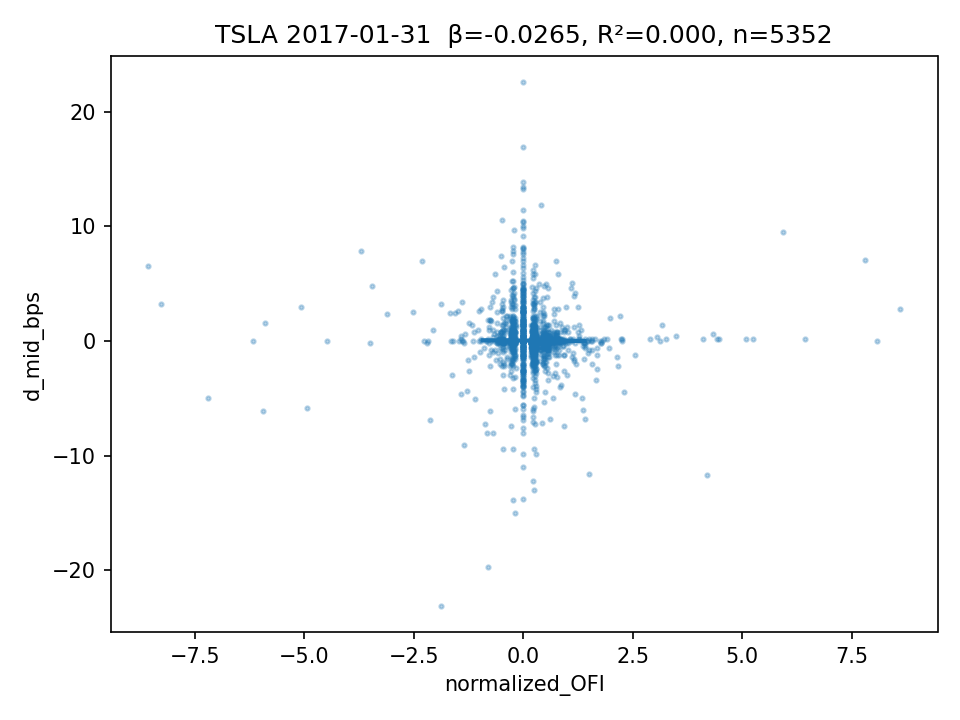 TSLA 2017-01-31  β=-0.0265, R²=0.000, n=5352
20
10
0
−10
−20
d_mid_bps
−7.5 −5.0 −2.5 0.0 2.5 5.0 7.5
normalized_OFI